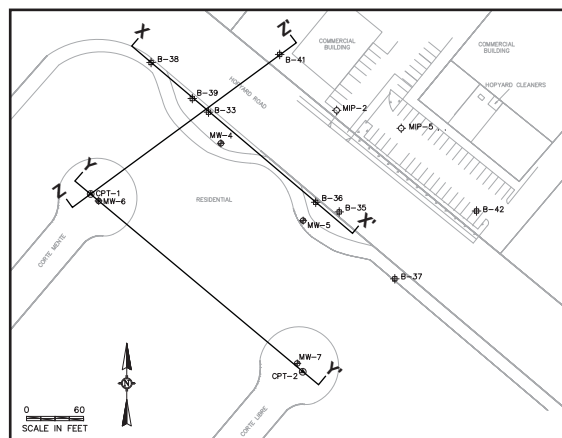 X
Z'
B-38
B-41
COMMERCIAL
BUILDING
COMMERCIAL
BUILDING
HOPYARD CLEANERS
HOPYARD ROAD
B-39
B-33
MIP-2
MIP-5
MW-4
Y
Z
CPT-1
MW-6
RESIDENTIAL
B-36
B-35
X'
MW-5
B-42
CORTE MENTE
B-37
MW-7
CPT-2
Y'
N
0 60
SCALE IN FEET
CORTE LIBRE